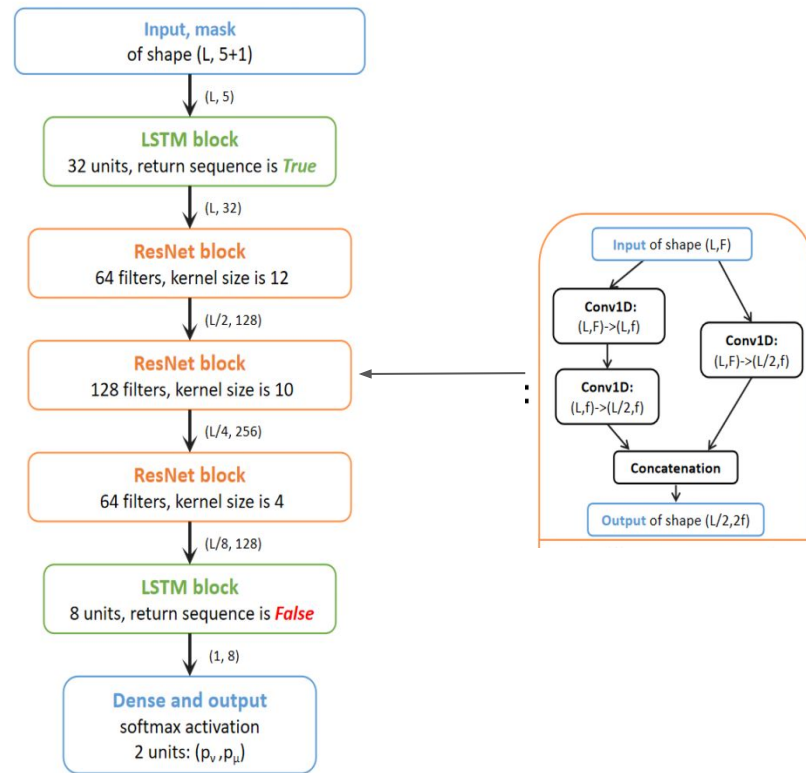 Input, mask
of shape (L, 5+1)
(L, 5)
LSTM block
32 units, return sequence is True
(L, 32)
ResNet block
64 filters, kernel size is 12
(L/2, 128)
ResNet block
128 filters, kernel size is 10
(L/4, 256)
ResNet block
64 filters, kernel size is 4
(L/8, 128)
LSTM block
8 units, return sequence is False
(1, 8)
Dense and output
softmax activation
2 units: (pᵥ,pμ)
:
Input of shape (L,F)
Conv1D:
(L,F)->(L,f)
Conv1D:
(L,F)->(L/2,f)
Conv1D:
(L,f)->(L/2,f)
Concatenation
Output of shape (L/2,2f)